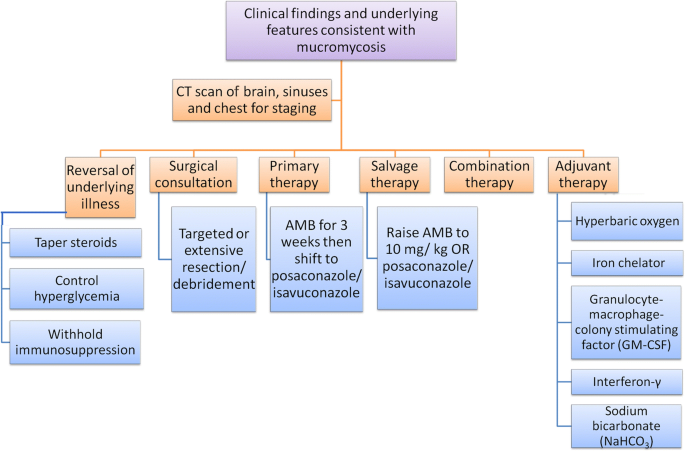 Clinical findings and underlying
features consistent with
mucromycosis
CT scan of brain, sinuses
and chest for staging
Reversal of
underlying
illness
Taper steroids
Control
hyperglycemia
Withhold
immunosuppression
Surgical
consultation
Targeted or
extensive
resection/
debridement
Primary
therapy
AMB for 3
weeks then
shift to
posaconazole/
isavuconazole
Salvage
therapy
Raise AMB to
10 mg/ kg OR
posaconazole/
isavuconazole
Combination
therapy
Adjuvant
therapy
Hyperbaric oxygen
Iron chelator
Granulocyte-
macrophage-
colony stimulating
factor (GM-CSF)
Interferon-γ
Sodium
bicarbonate
(NaHCO₃)